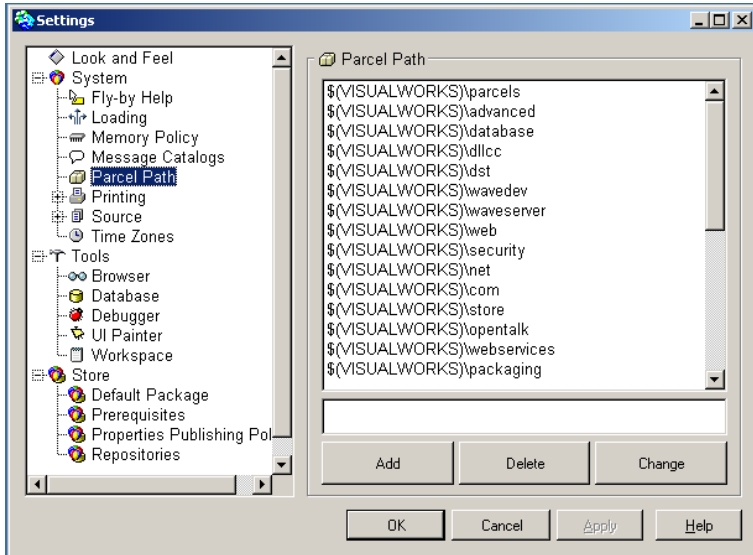 Settings
Look and Feel
System
Fly-by Help
Loading
Memory Policy
Message Catalogs
Parcel Path
Printing
Source
Time Zones
Tools
Browser
Database
Debugger
UI Painter
Workspace
Store
Default Package
Prerequisites
Properties Publishing Pol
Repositories
Parcel Path
$(VISUALWORKS)\parcels
$(VISUALWORKS)\advanced
$(VISUALWORKS)\database
$(VISUALWORKS)\dllcc
$(VISUALWORKS)\dst
$(VISUALWORKS)\wavedev
$(VISUALWORKS)\waveserver
$(VISUALWORKS)\web
$(VISUALWORKS)\security
$(VISUALWORKS)\net
$(VISUALWORKS)\com
$(VISUALWORKS)\store
$(VISUALWORKS)\opentalk
$(VISUALWORKS)\webservices
$(VISUALWORKS)\packaging
Add Delete Change
OK Cancel Apply Help